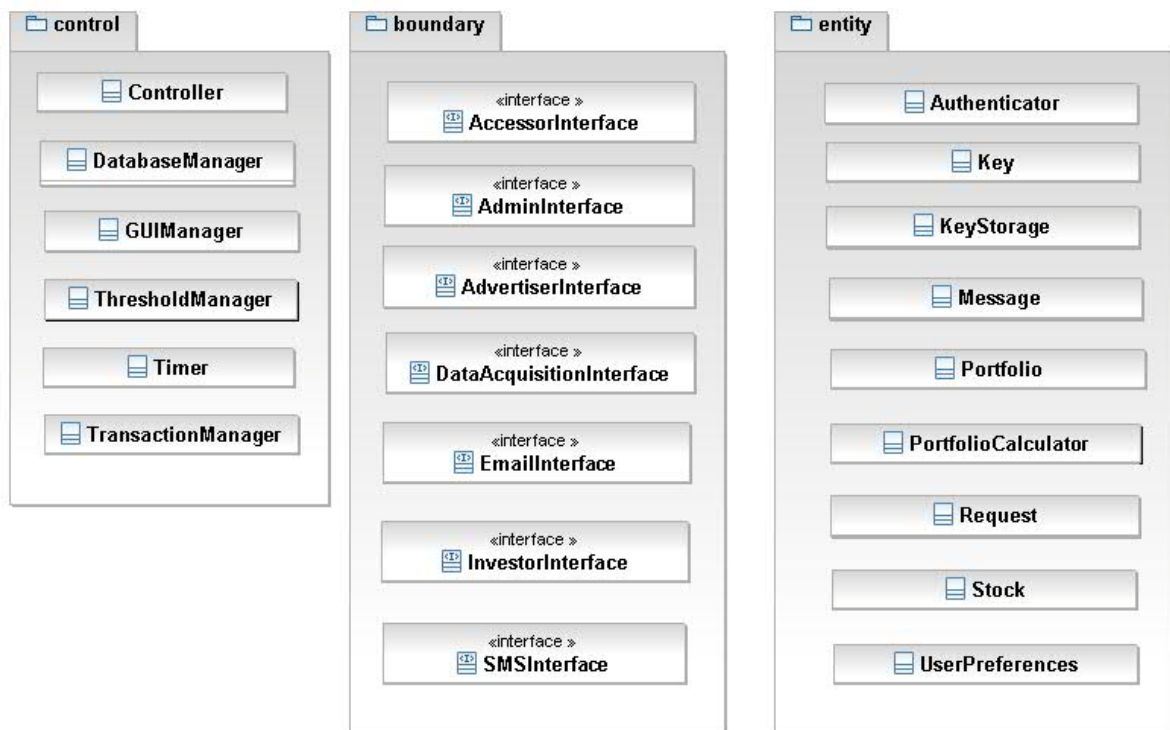 control
Controller
DatabaseManager
GUIManager
ThresholdManager
Timer
TransactionManager
boundary
«interface »
AccessorInterface
«interface »
AdminInterface
«interface »
AdvertiserInterface
«interface »
DataAcquisitionInterface
«interface »
EmailInterface
«interface »
InvestorInterface
«interface »
SMSInterface
entity
Authenticator
Key
KeyStorage
Message
Portfolio
PortfolioCalculator
Request
Stock
UserPreferences